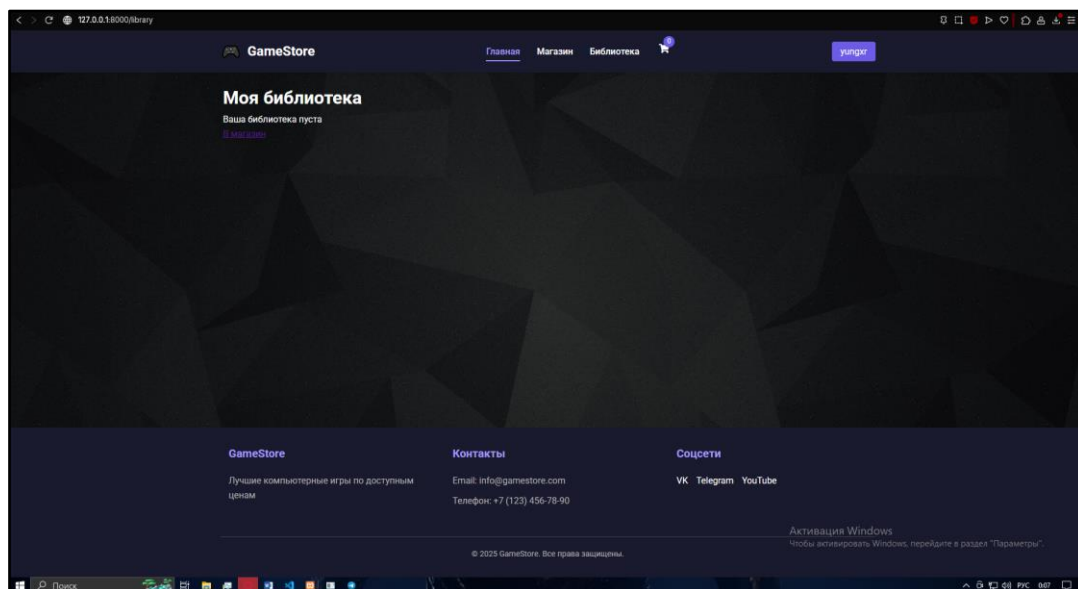 127.0.0.1:8000/library
GameStore
Главная Магазин Библиотека 0
yungxr
Моя библиотека
Ваша библиотека пуста
В магазин
GameStore
Лучшие компьютерные игры по доступным
ценам
Контакты
Email: info@gamestore.com
Телефон: +7 (123) 456-78-90
Соцсети
VK Telegram YouTube
Активация Windows
Чтобы активировать Windows, перейдите в раздел "Параметры".
© 2025 GameStore. Все права защищены.
Поиск
РУС 0:07